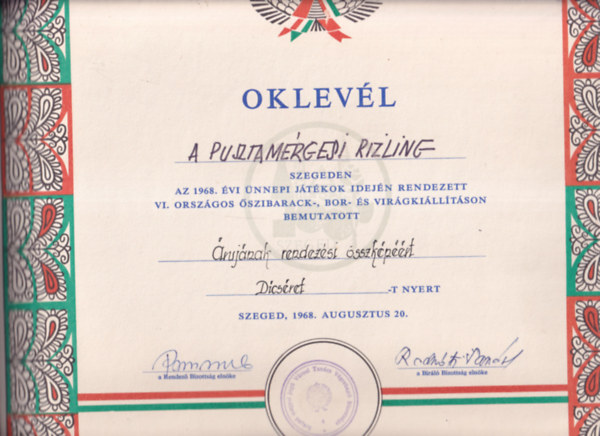 OKLEVÉL
A PUSZTAMÉRGESI RIZLING
SZEGEDEN
AZ 1968. ÉVI ÜNNEPI JÁTÉKOK IDEJÉN RENDEZETT
VI. ORSZÁGOS ŐSZIBARACK-, BOR- ÉS VIRÁGKIÁLLÍTÁSON
BEMUTATOTT
Árujának rendezési összképéért
Dicséret -T NYERT
SZEGED, 1968. AUGUSZTUS 20.
a Rendező Bizottság elnöke
a Bíráló Bizottság elnöke